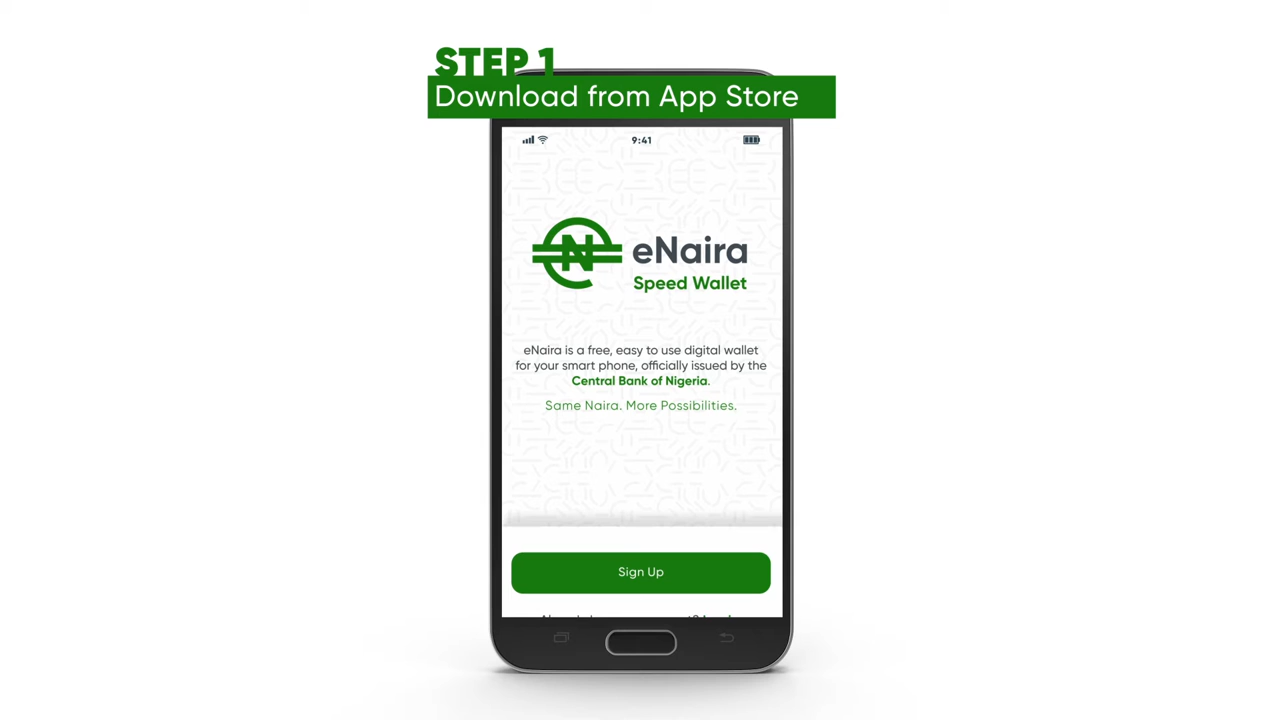 STEP 1
Download from App Store
9:41
eNaira
Speed Wallet
eNaira is a free, easy to use digital wallet
for your smart phone, officially issued by the
Central Bank of Nigeria.
Same Naira. More Possibilities.
Sign Up